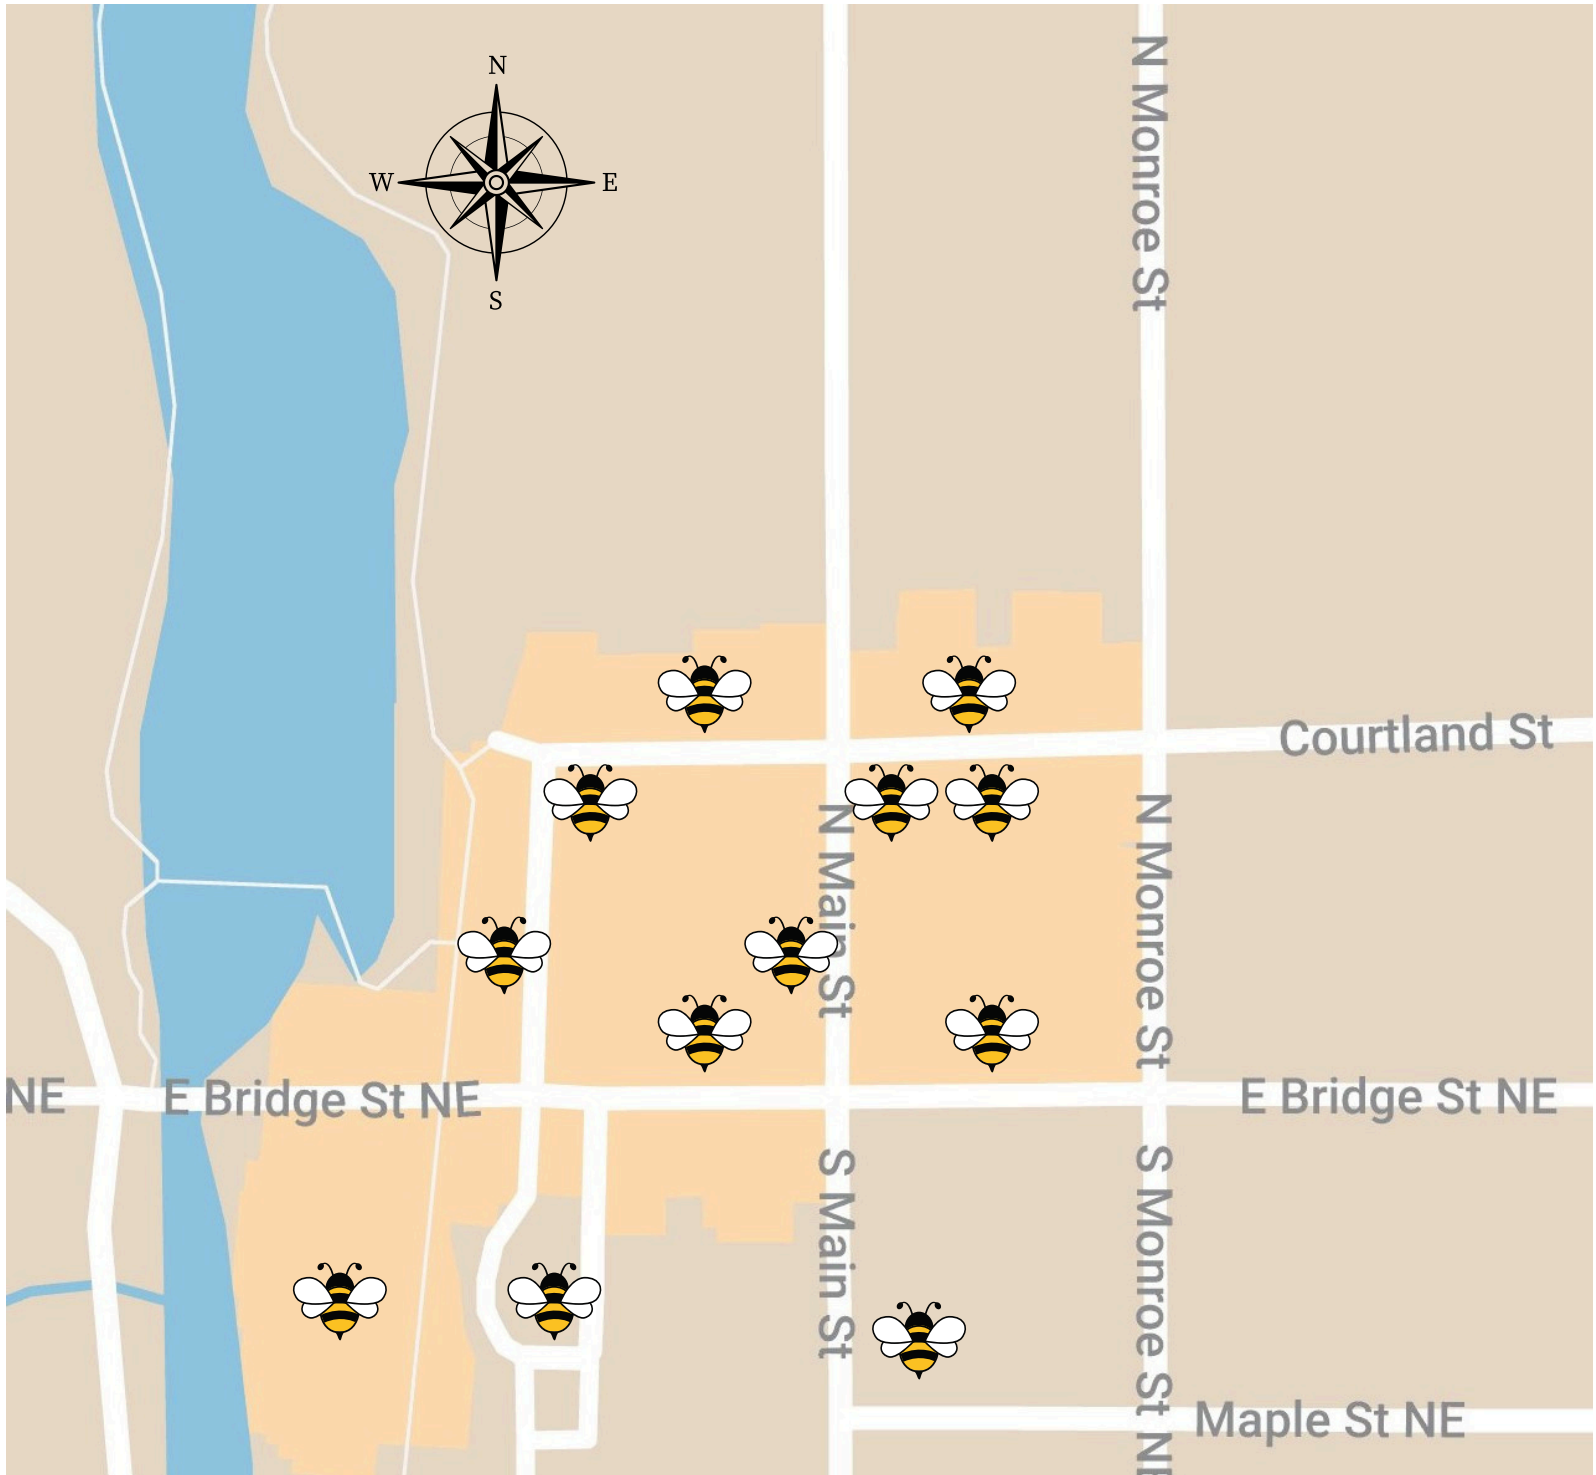 N
W
E
S
N Monroe St
Courtland St
N Main St
N Monroe St
NE
E Bridge St NE
E Bridge St NE
S Main St
S Monroe St NE
Maple St NE